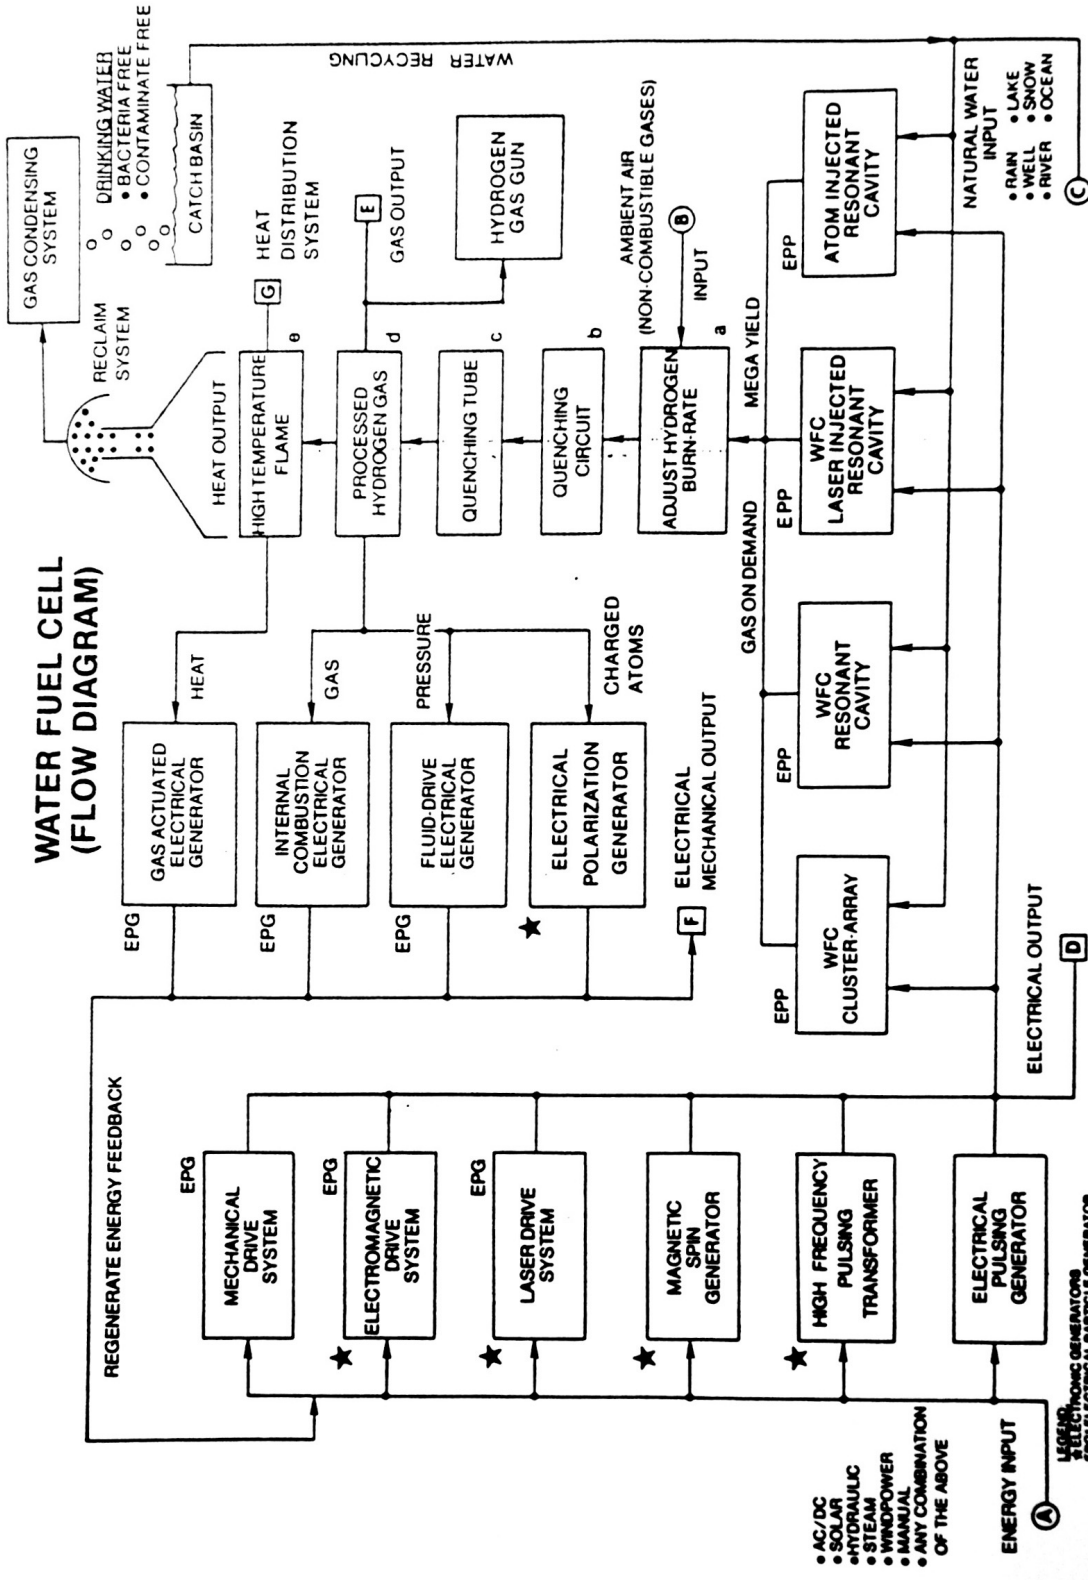 WATER FUEL CELL
(FLOW DIAGRAM)
REGENERATE ENERGY FEEDBACK
EPG
MECHANICAL
DRIVE
SYSTEM
EPG
★
ELECTROMAGNETIC
DRIVE
SYSTEM
EPG
★
LASER DRIVE
SYSTEM
★
MAGNETIC
SPIN
GENERATOR
★
HIGH FREQUENCY
PULSING
TRANSFORMER
ELECTRICAL
PULSING
GENERATOR
• AC/DC
• SOLAR
• HYDRAULIC
• STEAM
• WINDPOWER
• MANUAL
• ANY COMBINATION
OF THE ABOVE
ENERGY INPUT
A
LEGEND
★ ELECTRONIC GENERATORS
EPG
GAS ACTUATED
ELECTRICAL
GENERATOR
HEAT
EPG
INTERNAL
COMBUSTION
ELECTRICAL
GENERATOR
GAS
EPG
FLUID-DRIVE
ELECTRICAL
GENERATOR
PRESSURE
★
ELECTRICAL
POLARIZATION
GENERATOR
CHARGED
ATOMS
F
ELECTRICAL
MECHANICAL OUTPUT
GAS CONDENSING
SYSTEM
RECLAIM
SYSTEM
DRINKING WATER
• BACTERIA FREE
• CONTAMINATE FREE
CATCH BASIN
WATER RECYCLING
HEAT OUTPUT
HIGH TEMPERATURE
FLAME
e
G
HEAT
DISTRIBUTION
SYSTEM
PROCESSED
HYDROGEN GAS
d
E
GAS OUTPUT
HYDROGEN
GAS GUN
QUENCHING TUBE
c
QUENCHING
CIRCUIT
b
ADJUST HYDROGEN
BURN-RATE
a
AMBIENT AIR
(NON-COMBUSTIBLE GASES)
INPUT
B
GAS ON DEMAND
MEGA YIELD
EPP
WFC
CLUSTER-ARRAY
EPP
WFC
RESONANT
CAVITY
EPP
WFC
LASER INJECTED
RESONANT
CAVITY
EPP
ATOM INJECTED
RESONANT
CAVITY
NATURAL WATER
INPUT
• RAIN • LAKE
• WELL • SNOW
• RIVER • OCEAN
C
ELECTRICAL OUTPUT
D